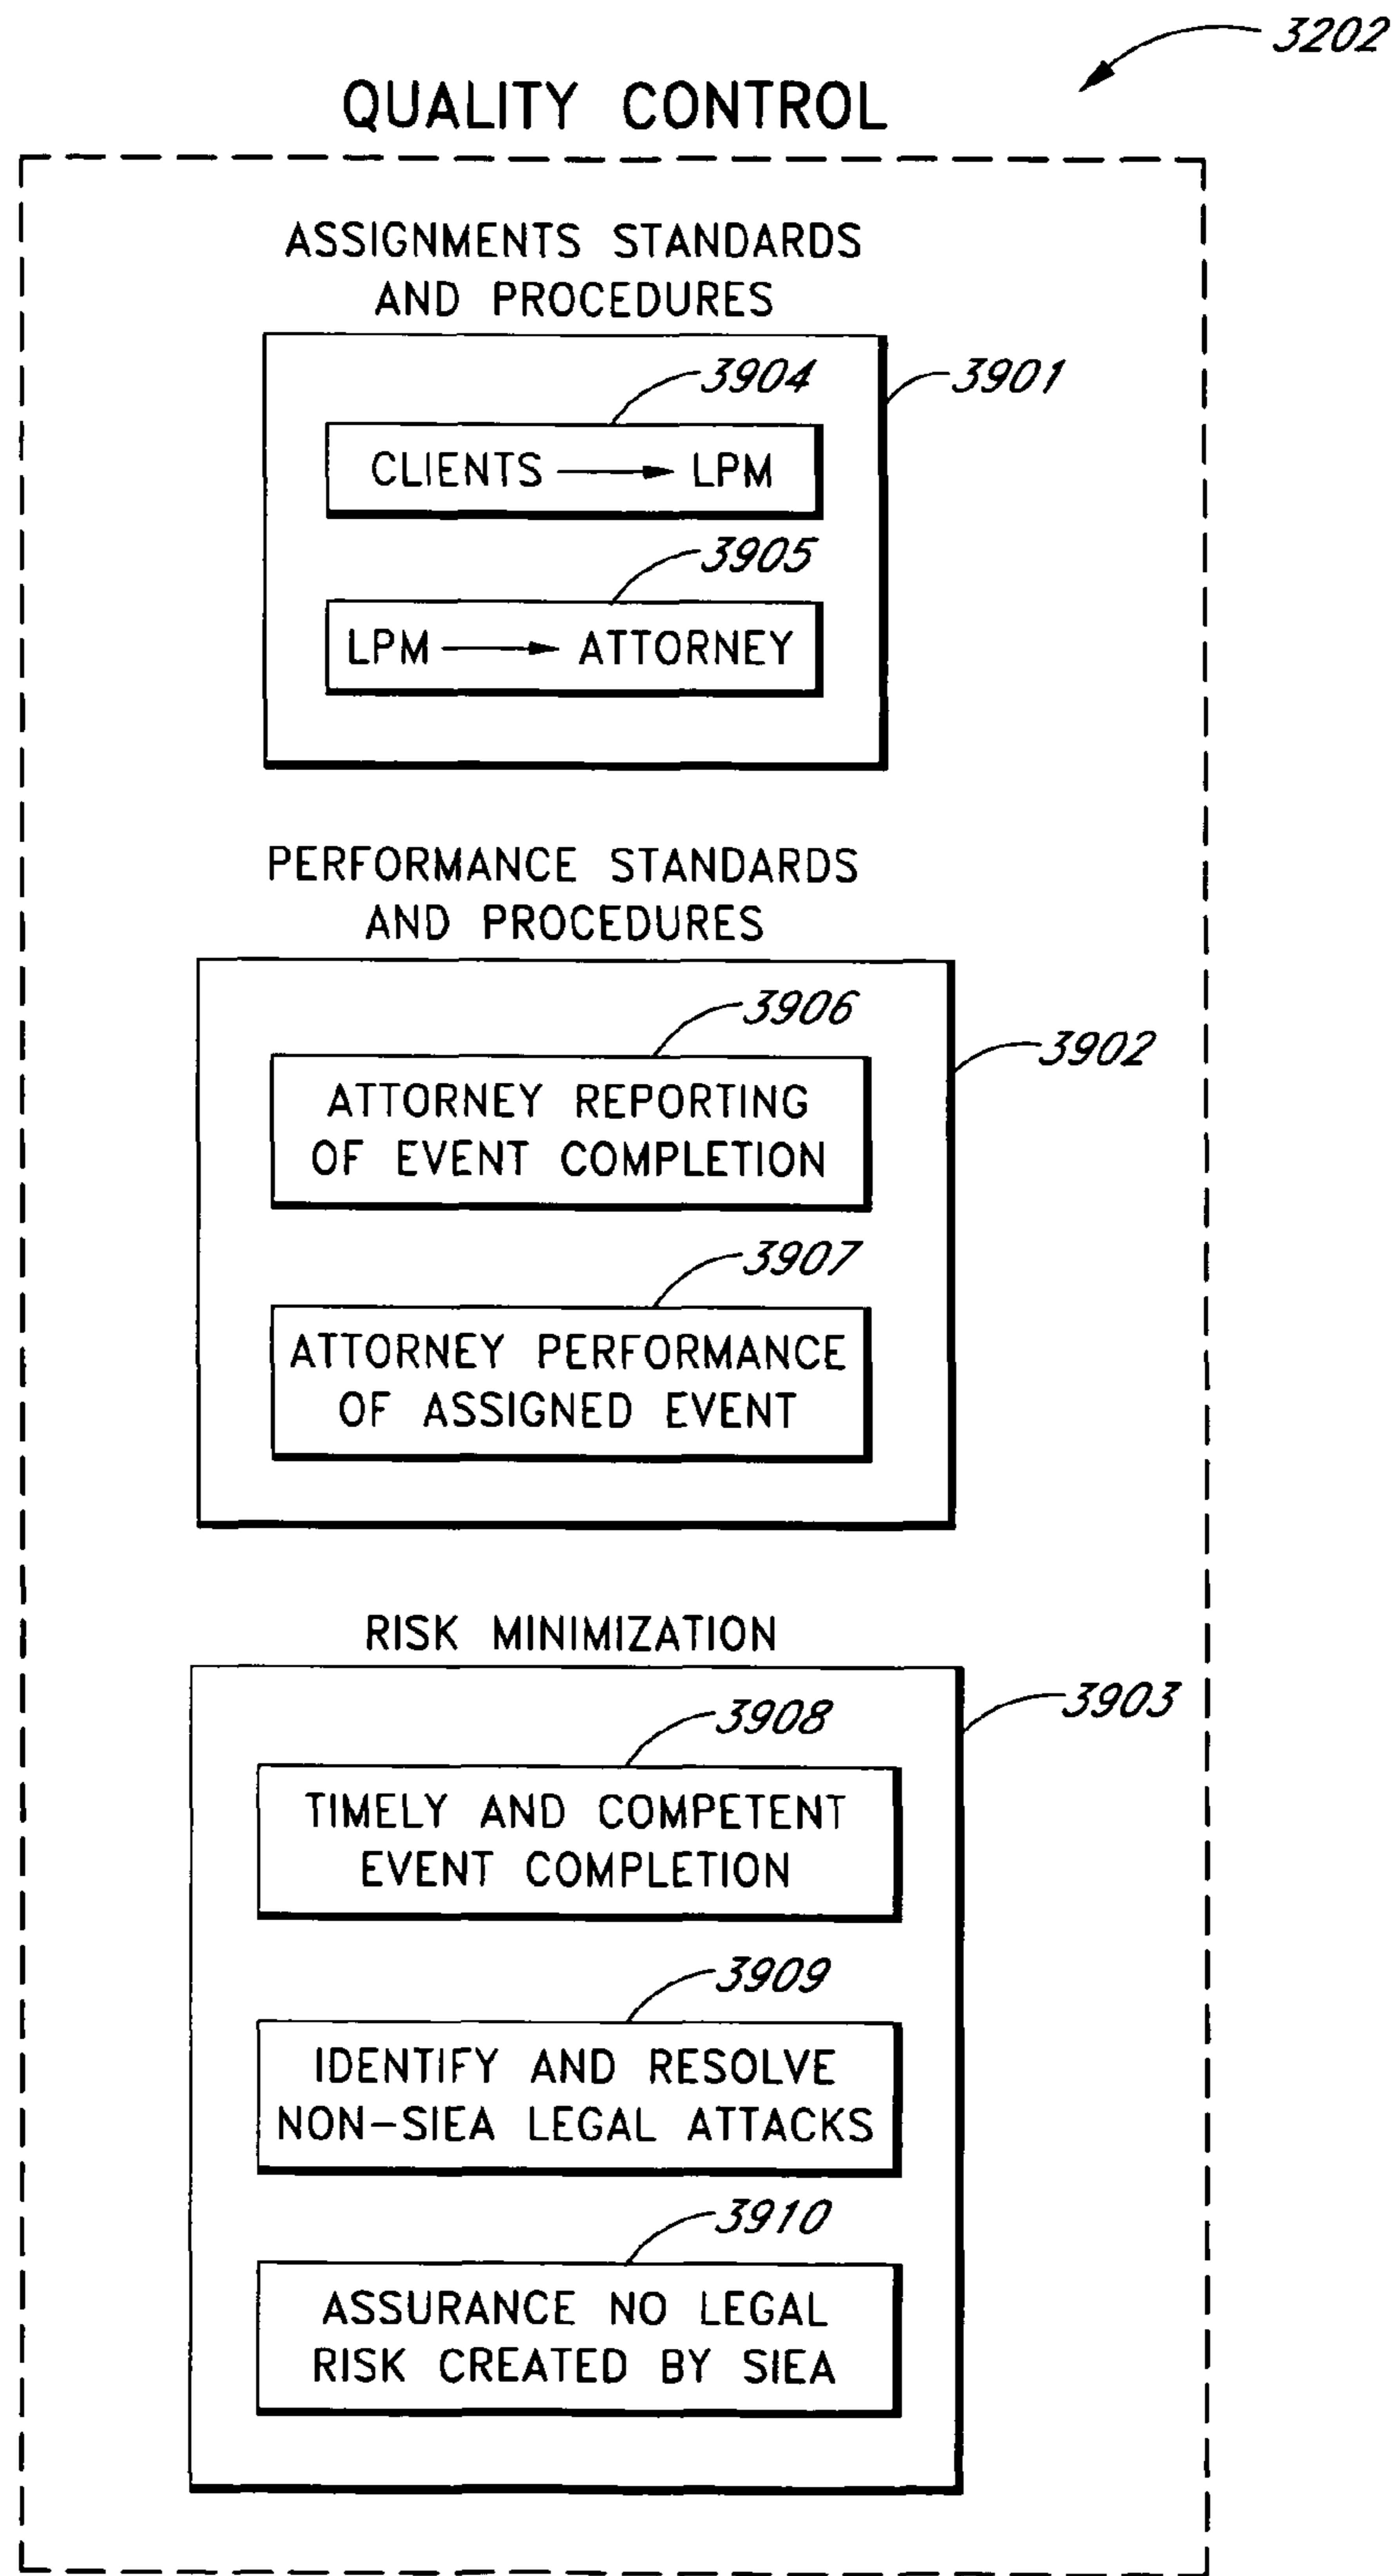 3202
QUALITY CONTROL
ASSIGNMENTS STANDARDS
AND PROCEDURES
3904
3901
CLIENTS → LPM
3905
LPM → ATTORNEY
PERFORMANCE STANDARDS
AND PROCEDURES
3906
3902
ATTORNEY REPORTING
OF EVENT COMPLETION
3907
ATTORNEY PERFORMANCE
OF ASSIGNED EVENT
RISK MINIMIZATION
3903
3908
TIMELY AND COMPETENT
EVENT COMPLETION
3909
IDENTIFY AND RESOLVE
NON-SIEA LEGAL ATTACKS
3910
ASSURANCE NO LEGAL
RISK CREATED BY SIEA